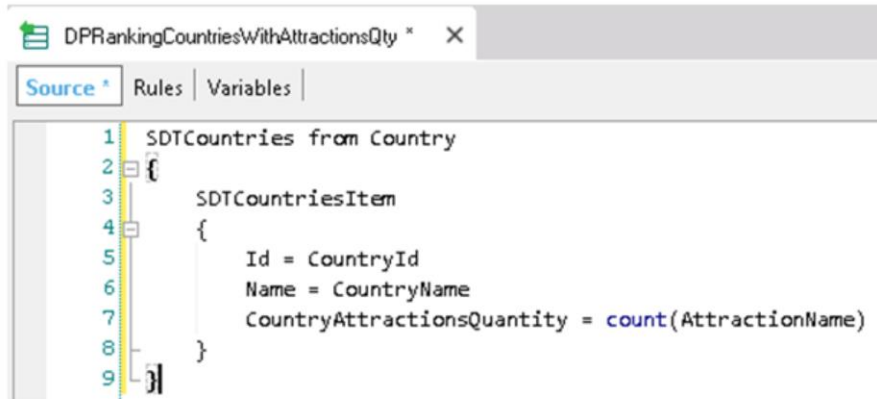 DPRankingCountriesWithAttractionsQty * ×
Source * Rules Variables
1 SDTCountries from Country
2 {
3 SDTCountriesItem
4 {
5 Id = CountryId
6 Name = CountryName
7 CountryAttractionsQuantity = count(AttractionName)
8 }
9 }